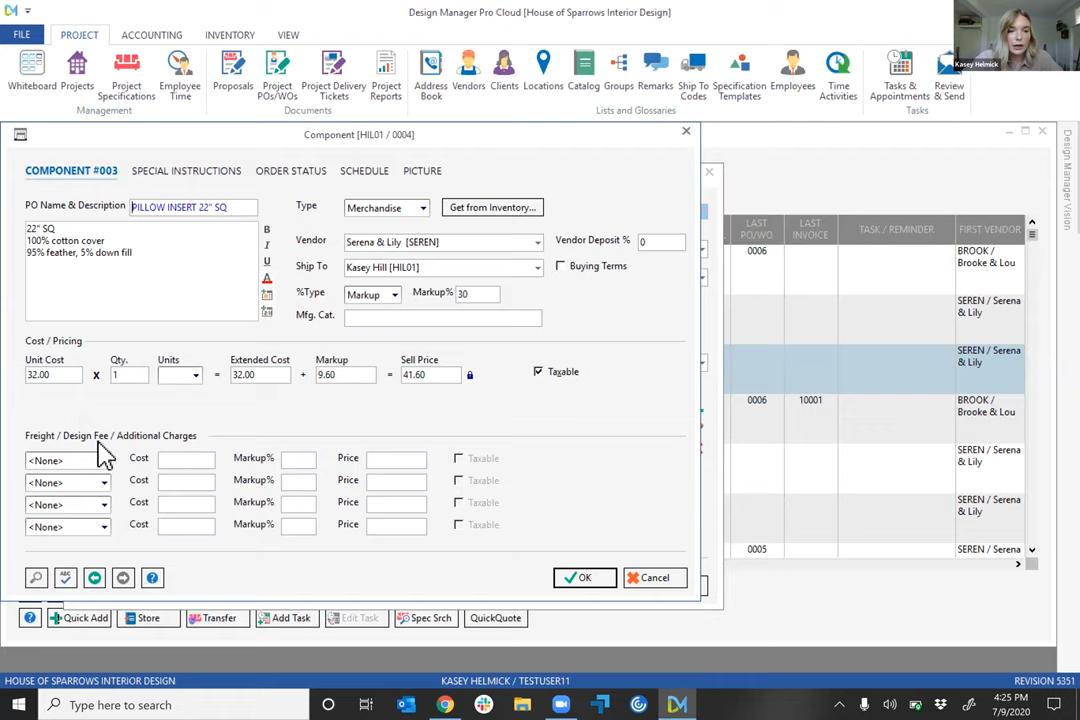 Design Manager Pro Cloud [House of Sparrows Interior Design]
FILE PROJECT ACCOUNTING INVENTORY VIEW
Kasey Helmick
Whiteboard
Projects
Project Specifications
Employee Time
Management
Proposals
Project POs/WOs
Project Delivery Tickets
Project Reports
Documents
Address Book
Vendors
Clients
Locations
Catalog
Groups
Remarks
Ship To Codes
Specification Templates
Employees
Time Activities
Lists and Glossaries
Tasks & Appointments
Review & Send
Tasks
Component [HIL01 / 0004]
COMPONENT #003 SPECIAL INSTRUCTIONS ORDER STATUS SCHEDULE PICTURE
PO Name & Description PILLOW INSERT 22" SQ
22" SQ
100% cotton cover
95% feather, 5% down fill
B
I
U
A
Type Merchandise Get from Inventory...
Vendor Serena & Lily [SEREN] Vendor Deposit % 0
Ship To Kasey Hill [HIL01] Buying Terms
%Type Markup Markup% 30
Mfg. Cat.
Cost / Pricing
Unit Cost Qty. Units Extended Cost Markup Sell Price
32.00 X 1 = 32.00 + 9.60 = 41.60 Taxable
Freight / Design Fee / Additional Charges
<None> Cost Markup% Price Taxable
<None> Cost Markup% Price Taxable
<None> Cost Markup% Price Taxable
<None> Cost Markup% Price Taxable
ABC
OK Cancel
LAST PO/WO LAST INVOICE TASK / REMINDER FIRST VENDOR
0006 BROOK / Brooke & Lou
SEREN / Serena & Lily
SEREN / Serena & Lily
0006 10001 BROOK / Brooke & Lou
SEREN / Serena & Lily
SEREN / Serena & Lily
0005 SEREN / Serena
Design Manager Vision
Quick Add Store Transfer Add Task Edit Task Spec Srch QuickQuote
HOUSE OF SPARROWS INTERIOR DESIGN KASEY HELMICK / TESTUSER11 REVISION 5351
Type here to search
4:25 PM
7/9/2020